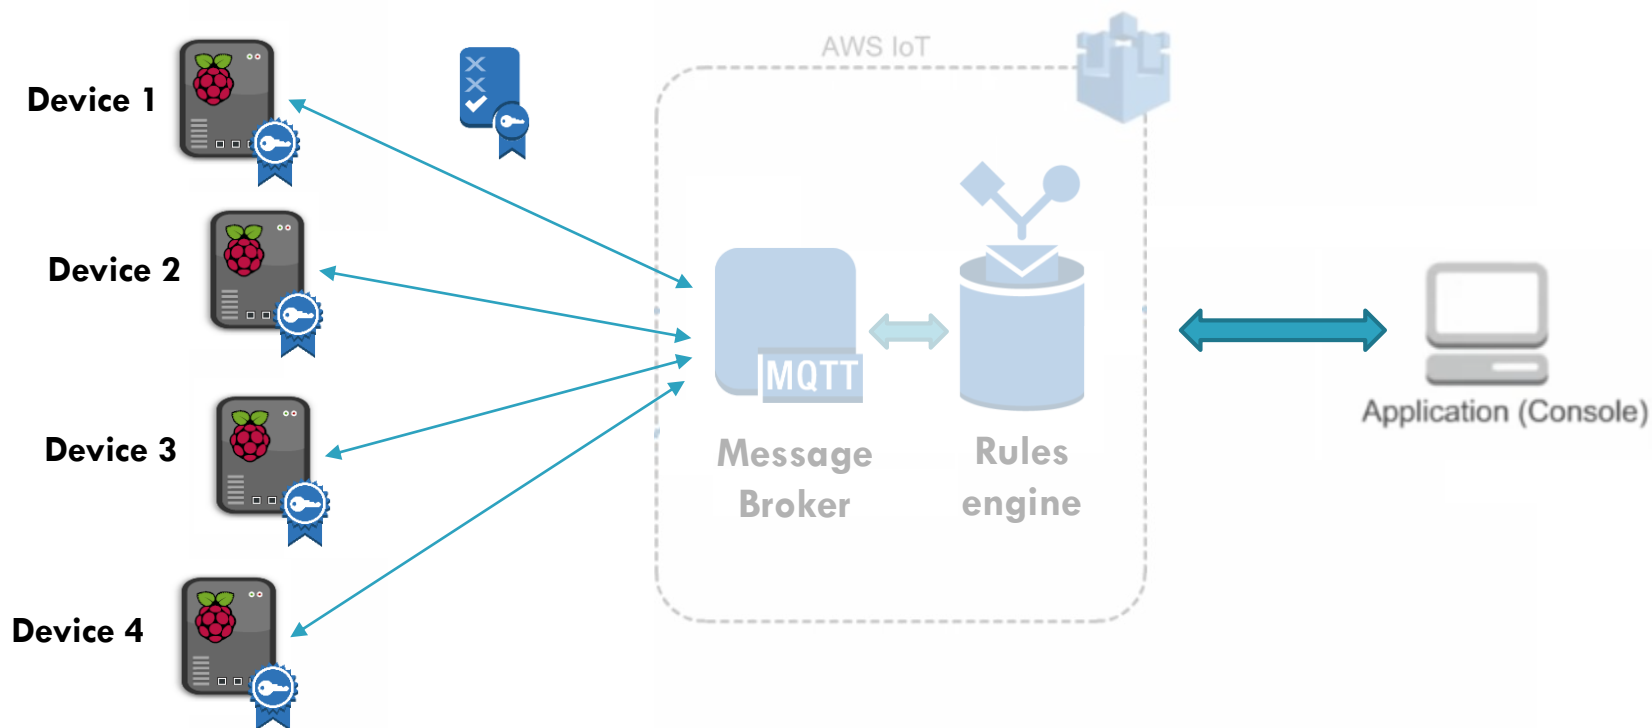 AWS IoT
Device 1
Device 2
Device 3
Device 4
MQTT
Message
Broker
Rules
engine
Application (Console)